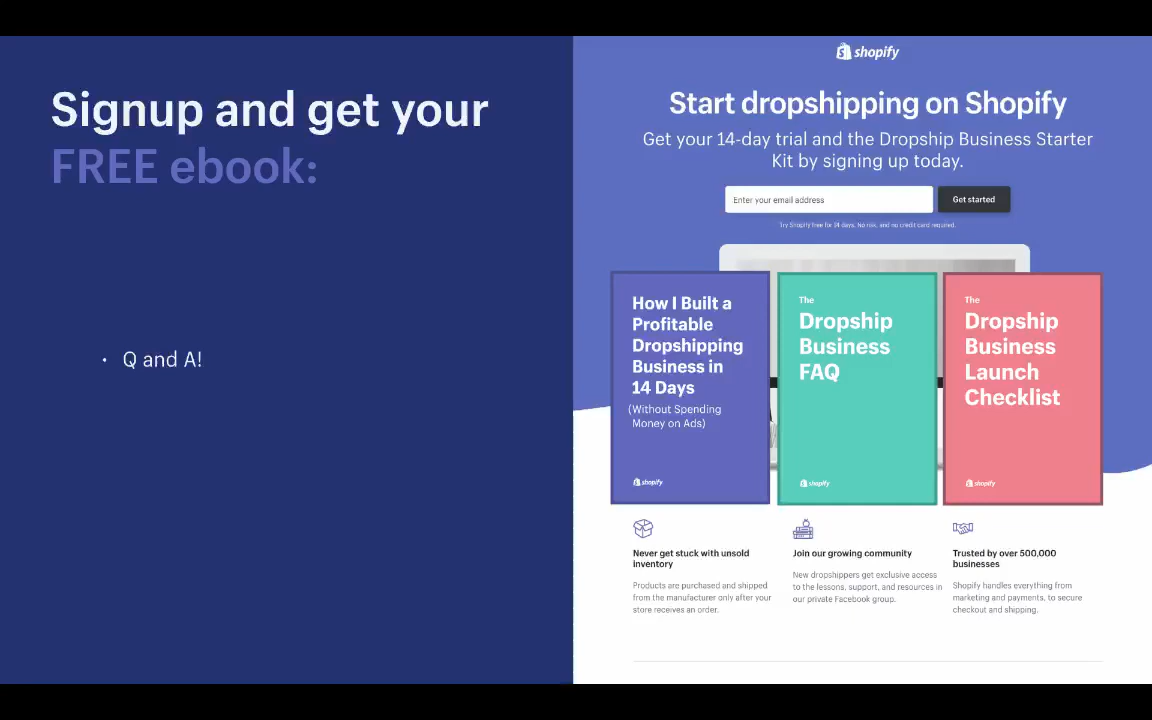 Signup and get your
FREE ebook:
• Q and A!
shopify
Start dropshipping on Shopify
Get your 14-day trial and the Dropship Business Starter
Kit by signing up today.
Enter your email address
Get started
Try Shopify free for 14 days. No risk, and no credit card required.
How I Built a
Profitable
Dropshipping
Business in
14 Days
(Without Spending
Money on Ads)
shopify
The
Dropship
Business
FAQ
shopify
The
Dropship
Business
Launch
Checklist
shopify
Never get stuck with unsold
inventory
Products are purchased and shipped
from the manufacturer only after your
store receives an order.
Join our growing community
New dropshippers get exclusive access
to the lessons, support, and resources in
our private Facebook group.
Trusted by over 500,000
businesses
Shopify handles everything from
marketing and payments, to secure
checkout and shipping.